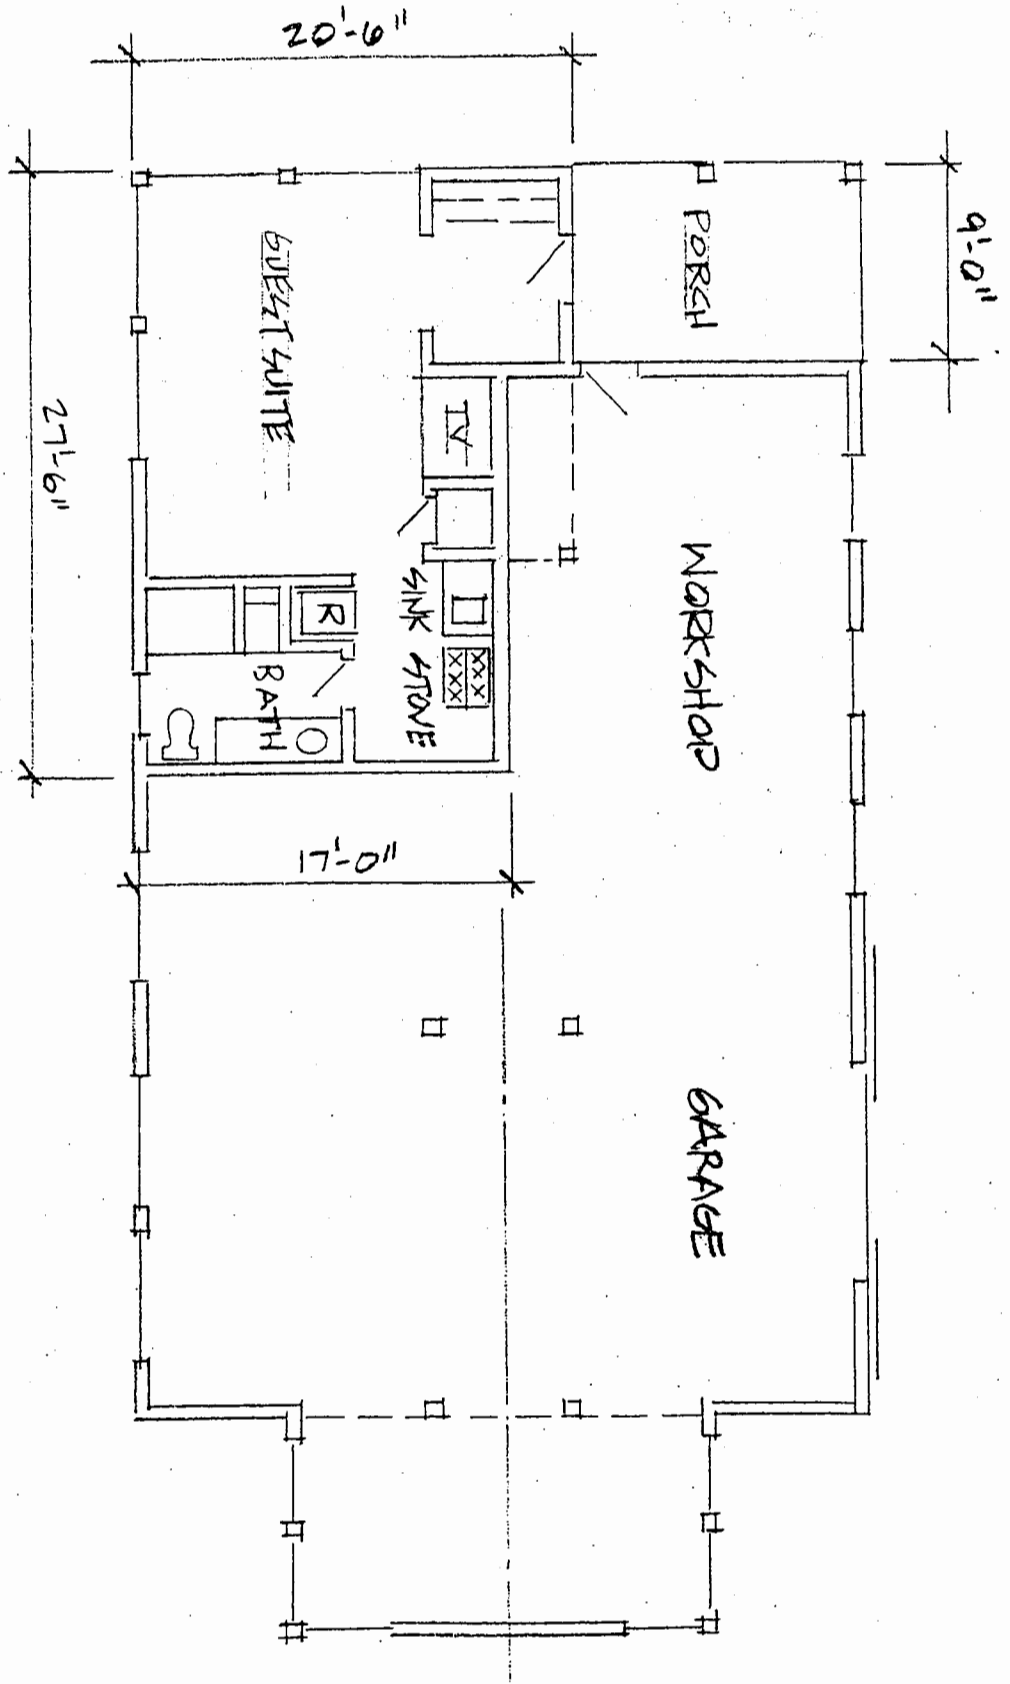 20'-6"
9'-0"
PORCH
GUEST SUITE
27'-6"
TV
WORKSHOP
SINK
STOVE
R
BATH
17'-0"
GARAGE